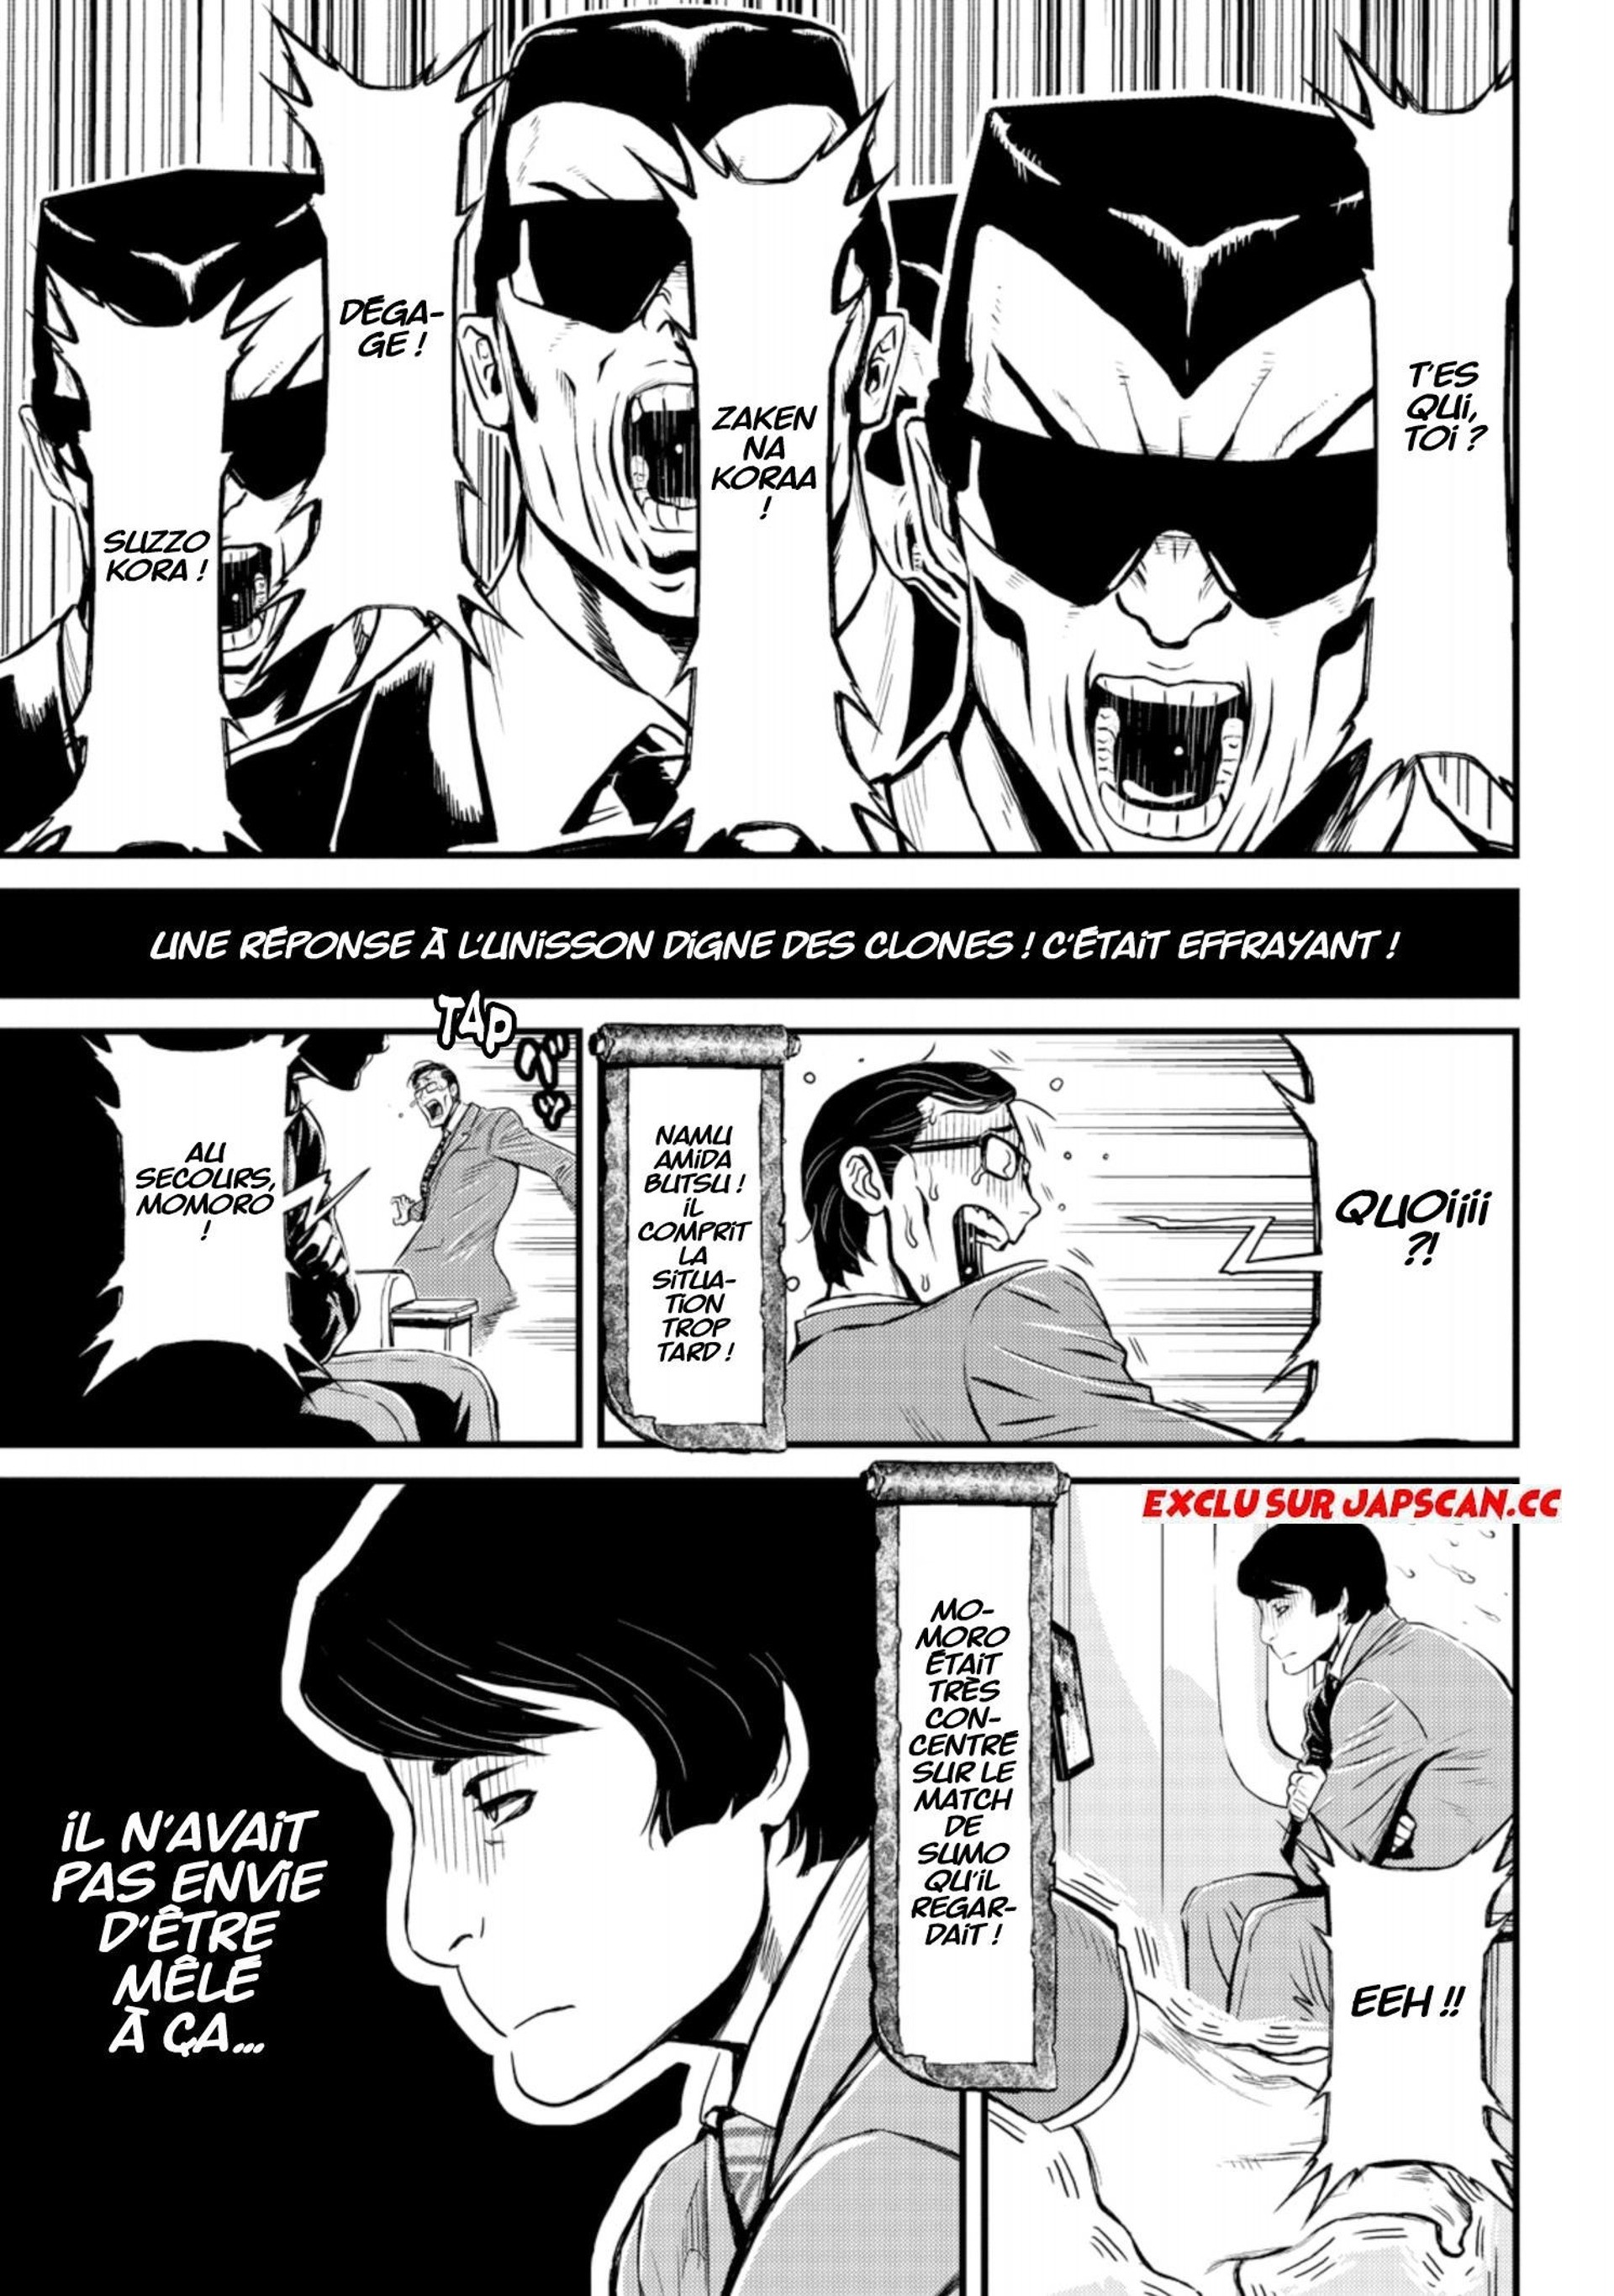 T'ES
QUI,
TOI ?
ZAKEN
NA
KORAA
!
DÉGA-
GE !
SUZZO
KORA !
UNE RÉPONSE À L'UNISSON DIGNE DES CLONES ! C'ÉTAIT EFFRAYANT !
QUOIIII
?!
NAMU
AMIDA
BUTSU !
IL
COMPRIT
LA
SITUA-
TION
TROP
TARD !
TAP
AU
SECOURS,
MOMORO
!
EXCLU SUR JAPSCAN.CC
EEH !!
MO-
MORO
ÉTAIT
TRÈS
CON-
CENTRÉ
SUR LE
MATCH
DE
SUMO
QU'IL
REGAR-
DAIT !
IL N'AVAIT
PAS ENVIE
D'ÊTRE
MÊLÉ
À ÇA...